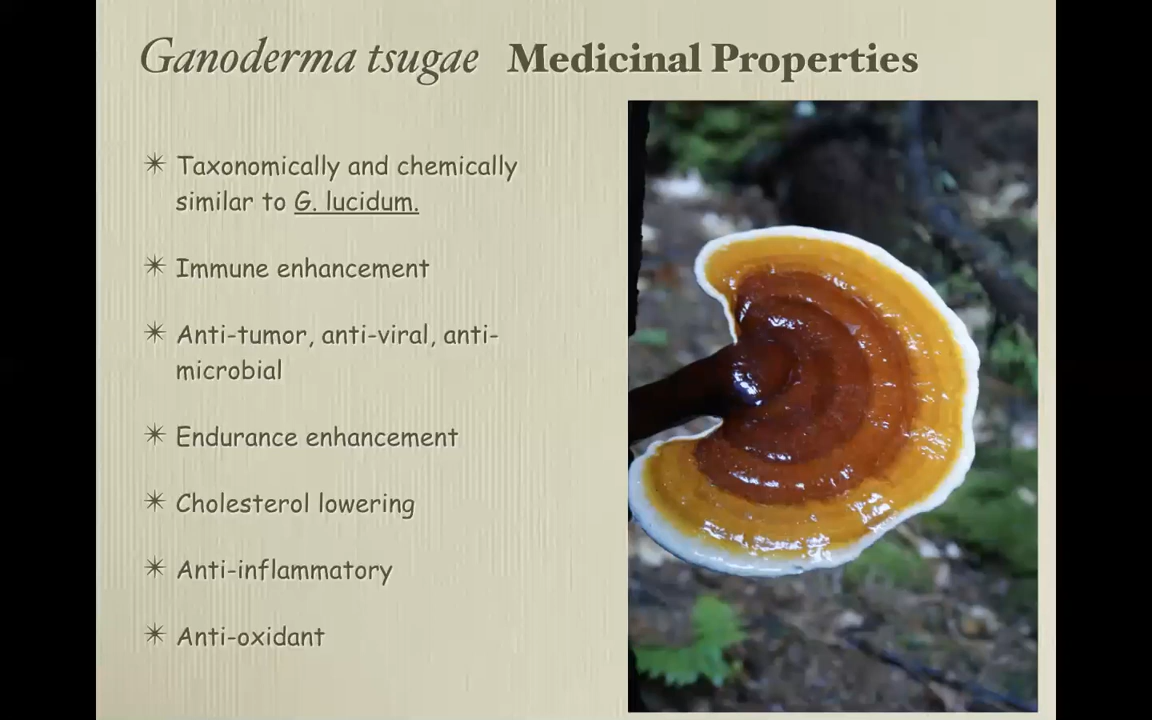 Ganoderma tsugae Medicinal Properties
✴ Taxonomically and chemically
similar to G. lucidum.
✴ Immune enhancement
✴ Anti-tumor, anti-viral, anti-
microbial
✴ Endurance enhancement
✴ Cholesterol lowering
✴ Anti-inflammatory
✴ Anti-oxidant